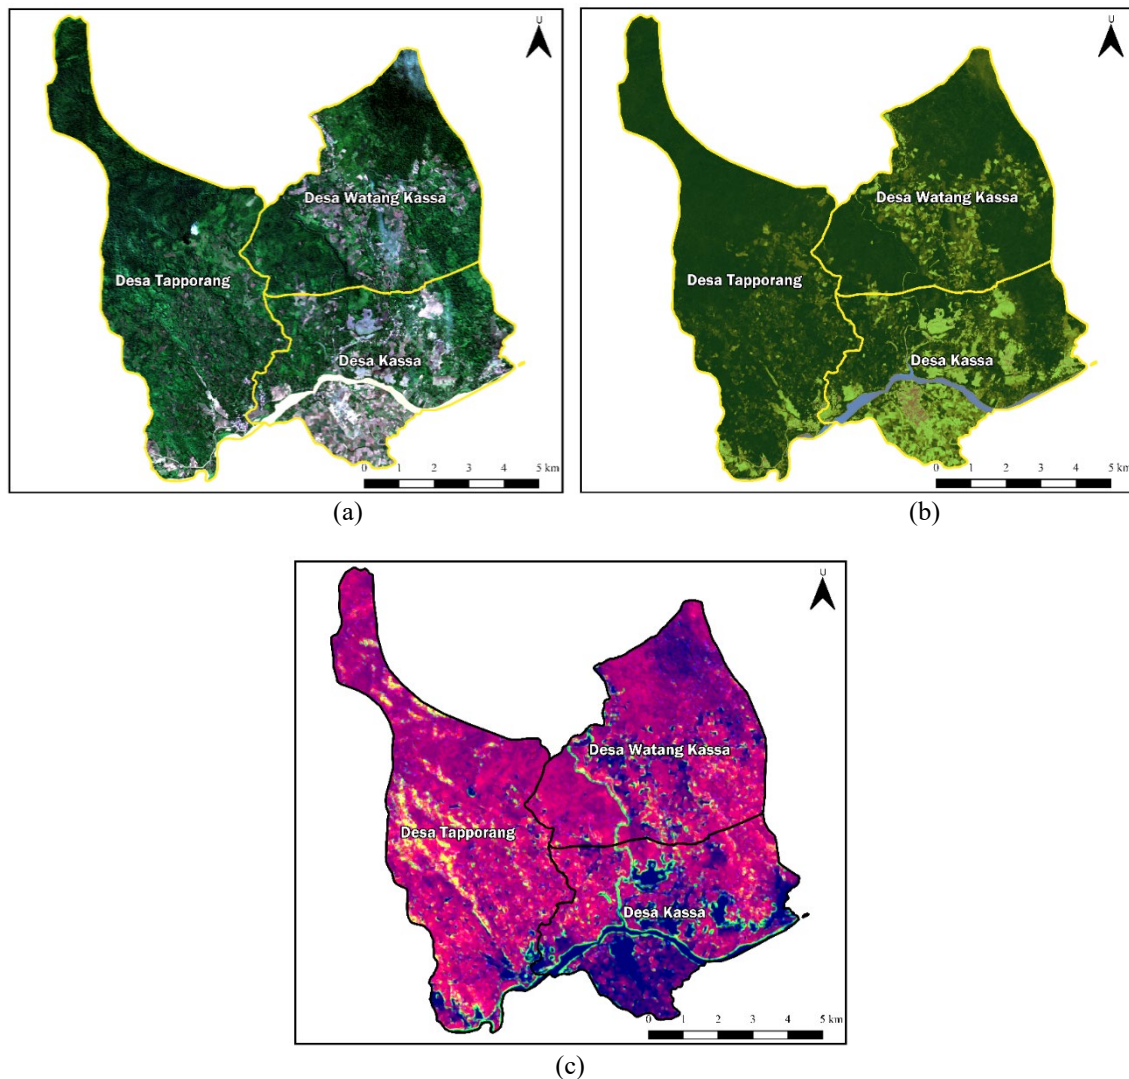 U
Desa Watang Kassa
Desa Tapporang
Desa Kassa
0 1 2 3 4 5 km
(a)
U
Desa Watang Kassa
Desa Tapporang
Desa Kassa
0 1 2 3 4 5 km
(b)
U
Desa Watang Kassa
Desa Tapporang
Desa Kassa
0 1 2 3 4 5 km
(c)